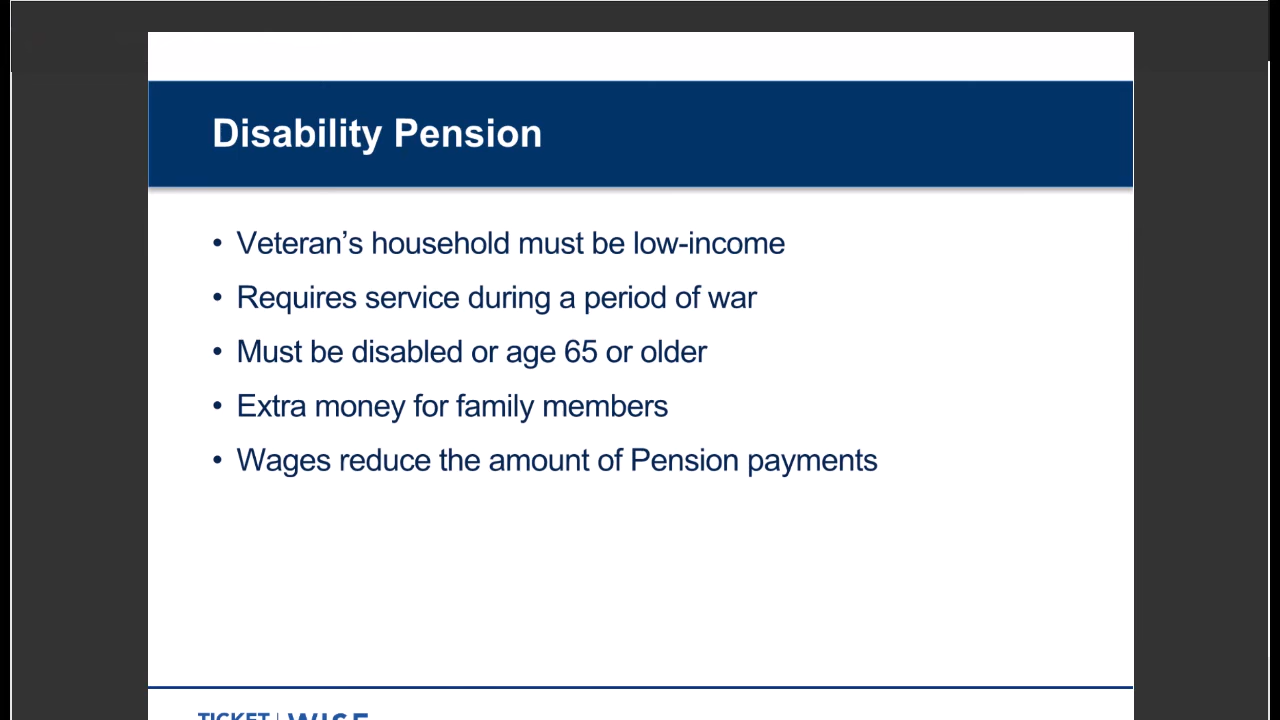 Disability Pension
• Veteran’s household must be low-income
• Requires service during a period of war
• Must be disabled or age 65 or older
• Extra money for family members
• Wages reduce the amount of Pension payments
TICKET | WISE